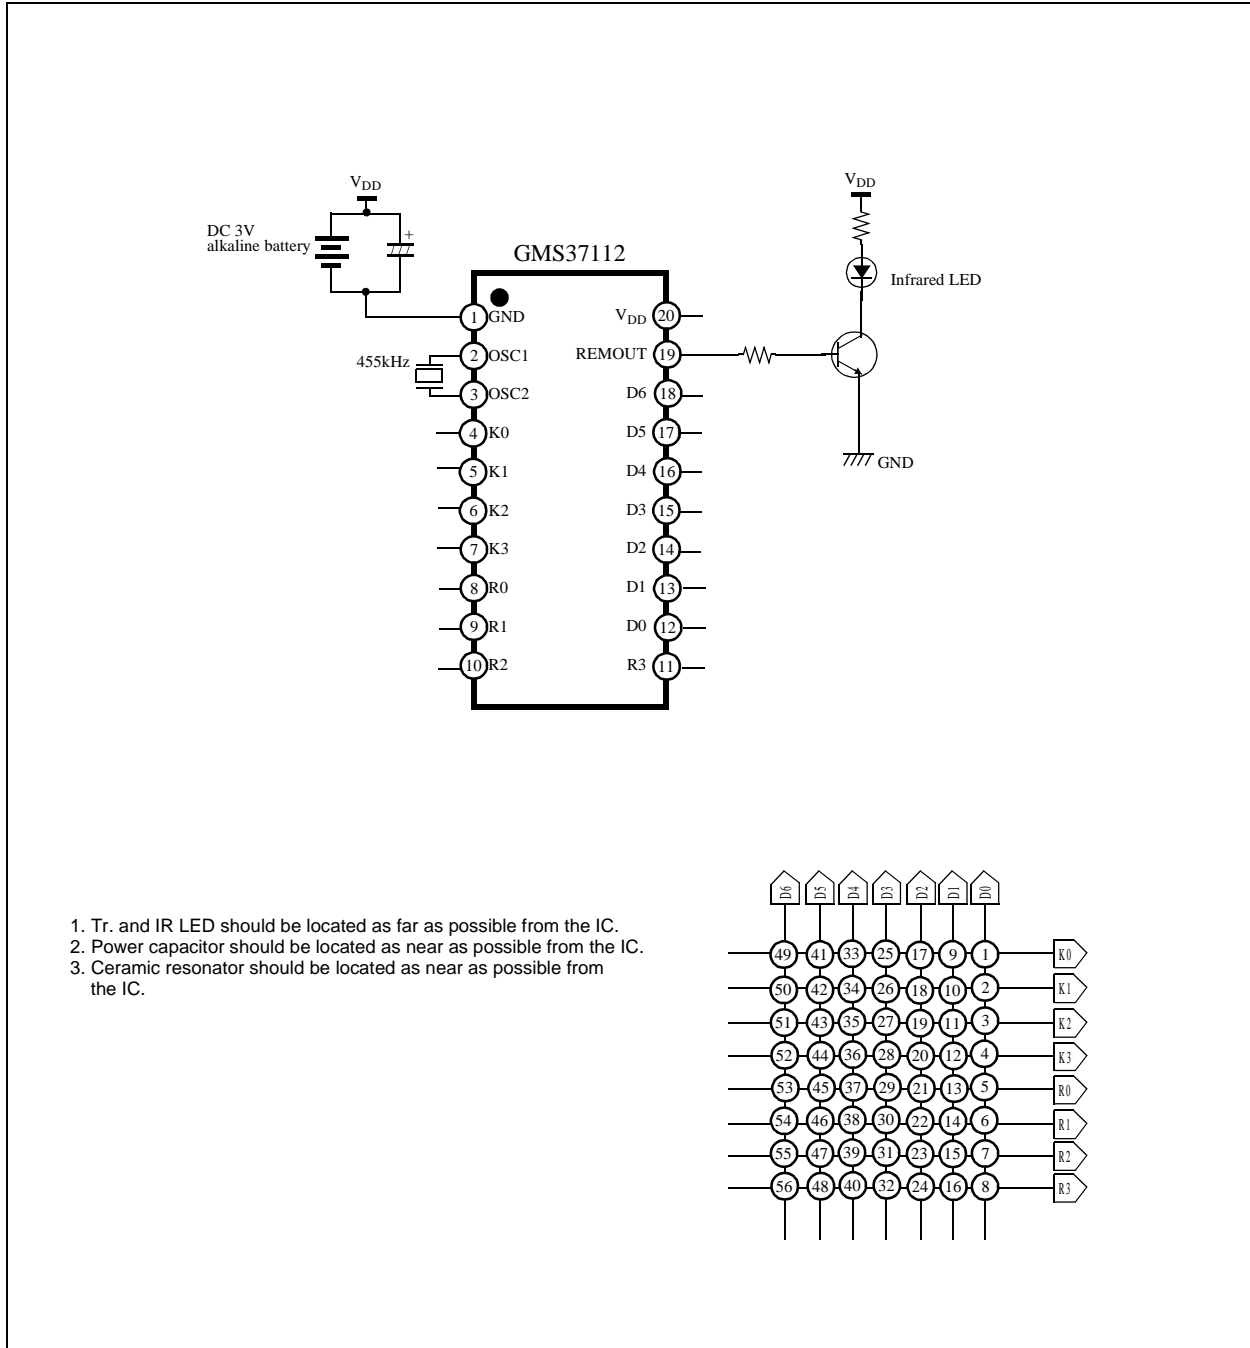 V_DD
DC 3V
alkaline battery
+
GMS37112
V_DD
Infrared LED
1 GND V_DD 20
455kHz
2 OSC1 REMOUT 19
3 OSC2 D6 18
4 K0 D5 17
5 K1 D4 16
6 K2 D3 15
7 K3 D2 14
8 R0 D1 13
9 R1 D0 12
10 R2 R3 11
GND
1. Tr. and IR LED should be located as far as possible from the IC.
2. Power capacitor should be located as near as possible from the IC.
3. Ceramic resonator should be located as near as possible from
the IC.
D6 D5 D4 D3 D2 D1 D0
49 41 33 25 17 9 1 K0
50 42 34 26 18 10 2 K1
51 43 35 27 19 11 3 K2
52 44 36 28 20 12 4 K3
53 45 37 29 21 13 5 R0
54 46 38 30 22 14 6 R1
55 47 39 31 23 15 7 R2
56 48 40 32 24 16 8 R3